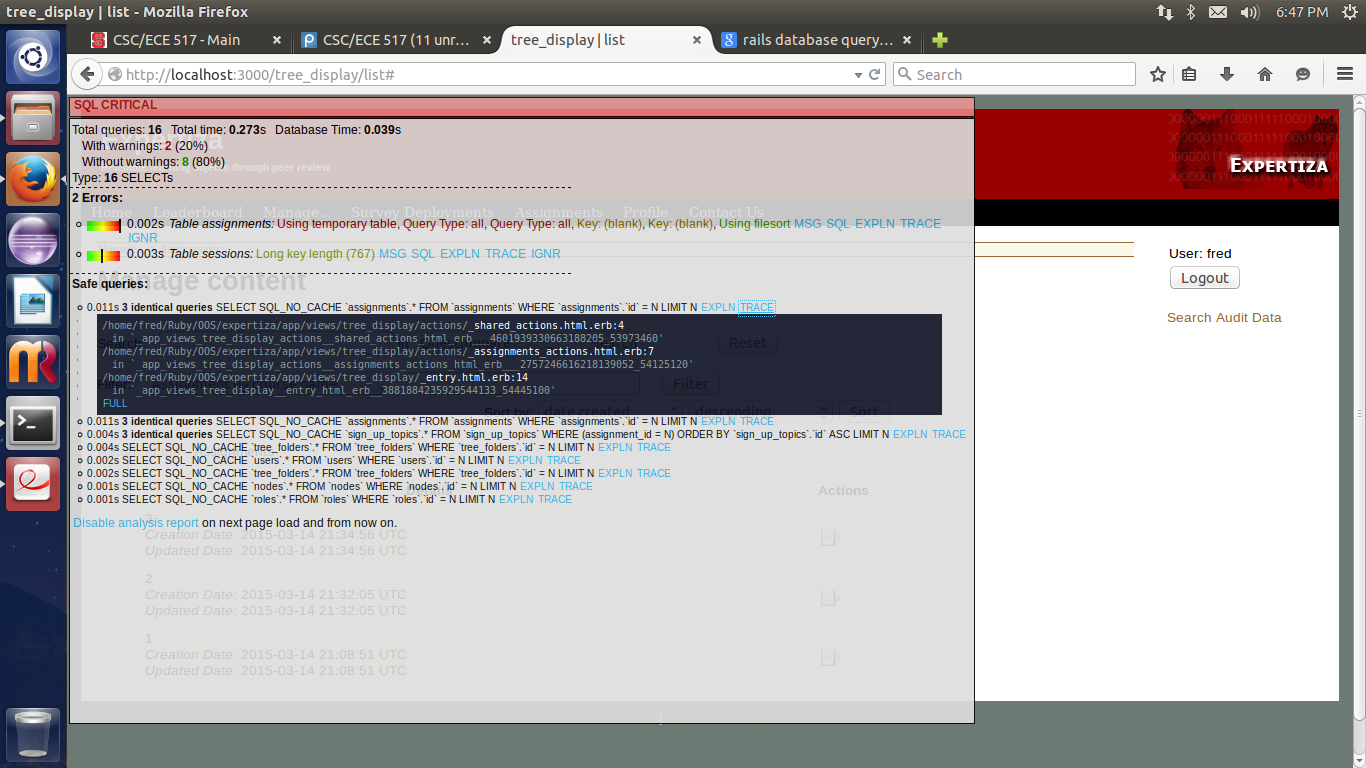 tree_display | list - Mozilla Firefox
6:47 PM
CSC/ECE 517 - Main
CSC/ECE 517 (11 unr...
tree_display | list
rails database query...
http://localhost:3000/tree_display/list#
Search
SQL CRITICAL
Total queries: 16 Total time: 0.273s Database Time: 0.039s
With warnings: 2 (20%)
Without warnings: 8 (80%)
through peer review
Type: 16 SELECTs
2 Errors:
Home Leaderboard Manage... Survey Deployments Assignments Profile Contact Us
0.002s Table assignments: Using temporary table, Query Type: all, Query Type: all, Key: (blank), Key: (blank), Using filesort MSG SQL EXPLN TRACE
IGNR
0.003s Table sessions: Long key length (767) MSG SQL EXPLN TRACE IGNR
Safe queries:
Manage content
0.011s 3 identical queries SELECT SQL_NO_CACHE `assignments`.* FROM `assignments` WHERE `assignments`.`id` = N LIMIT N EXPLN TRACE
/home/fred/Ruby/OOS/expertiza/app/views/tree_display/actions/_shared_actions.html.erb:4
in `_app_views_tree_display_actions__shared_actions_html_erb___4601939330663188205_53973460'
/home/fred/Ruby/OOS/expertiza/app/views/tree_display/actions/_assignments_actions.html.erb:7
in `_app_views_tree_display_actions__assignments_actions_html_erb___2757246616218139052_54125120'
/home/fred/Ruby/OOS/expertiza/app/views/tree_display/_entry.html.erb:14
in `_app_views_tree_display__entry_html_erb__3881884235929544133_54445100'
FULL
Reset
Filter
Sort by: date created descending Sort
0.011s 3 identical queries SELECT SQL_NO_CACHE `assignments`.* FROM `assignments` WHERE `assignments`.`id` = N LIMIT N EXPLN TRACE
0.004s 3 identical queries SELECT SQL_NO_CACHE `sign_up_topics`.* FROM `sign_up_topics` WHERE (assignment_id = N) ORDER BY `sign_up_topics`.`id` ASC LIMIT N EXPLN TRACE
0.004s SELECT SQL_NO_CACHE `tree_folders`.* FROM `tree_folders` WHERE `tree_folders`.`id` = N LIMIT N EXPLN TRACE
0.002s SELECT SQL_NO_CACHE `users`.* FROM `users` WHERE `users`.`id` = N LIMIT N EXPLN TRACE
0.002s SELECT SQL_NO_CACHE `tree_folders`.* FROM `tree_folders` WHERE `tree_folders`.`id` = N LIMIT N EXPLN TRACE
0.001s SELECT SQL_NO_CACHE `nodes`.* FROM `nodes` WHERE `nodes`.`id` = N LIMIT N EXPLN TRACE
0.001s SELECT SQL_NO_CACHE `roles`.* FROM `roles` WHERE `roles`.`id` = N LIMIT N EXPLN TRACE
Actions
Disable analysis report on next page load and from now on.
3
Creation Date: 2015-03-14 21:34:56 UTC
Updated Date: 2015-03-14 21:34:56 UTC
2
Creation Date: 2015-03-14 21:32:05 UTC
Updated Date: 2015-03-14 21:32:05 UTC
1
Creation Date: 2015-03-14 21:08:51 UTC
Updated Date: 2015-03-14 21:08:51 UTC
EXPERTIZA
User: fred
Logout
Search Audit Data